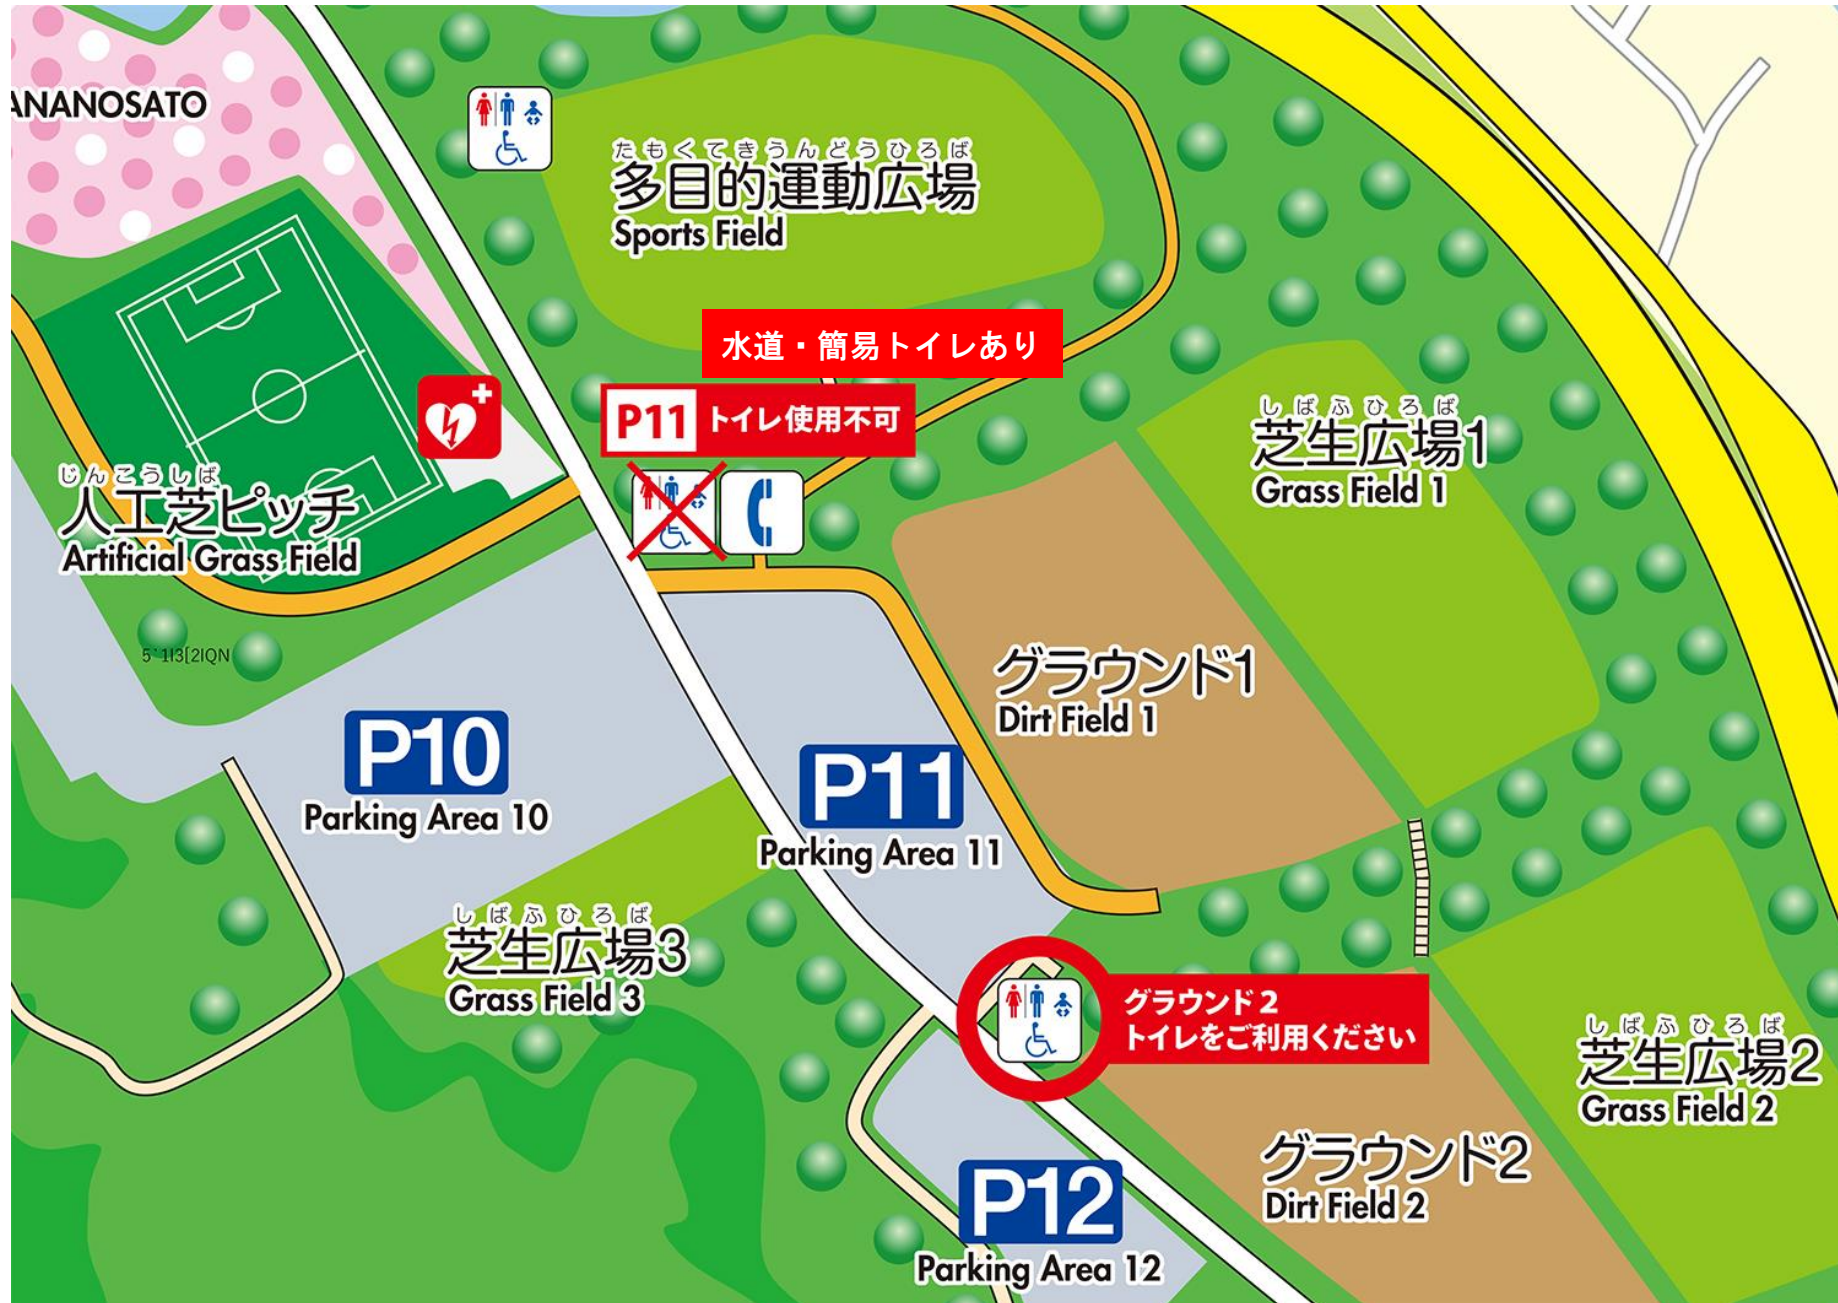 ANANOSATO
たもくてきうんどうひろば
多目的運動広場
Sports Field
水道・簡易トイレあり
P11 トイレ使用不可
しばふひろば
芝生広場1
Grass Field 1
じんこうしば
人工芝ピッチ
Artificial Grass Field
5`1I3[2IQN
グラウンド1
Dirt Field 1
P10
Parking Area 10
P11
Parking Area 11
しばふひろば
芝生広場3
Grass Field 3
グラウンド2
トイレをご利用ください
しばふひろば
芝生広場2
Grass Field 2
グラウンド2
Dirt Field 2
P12
Parking Area 12